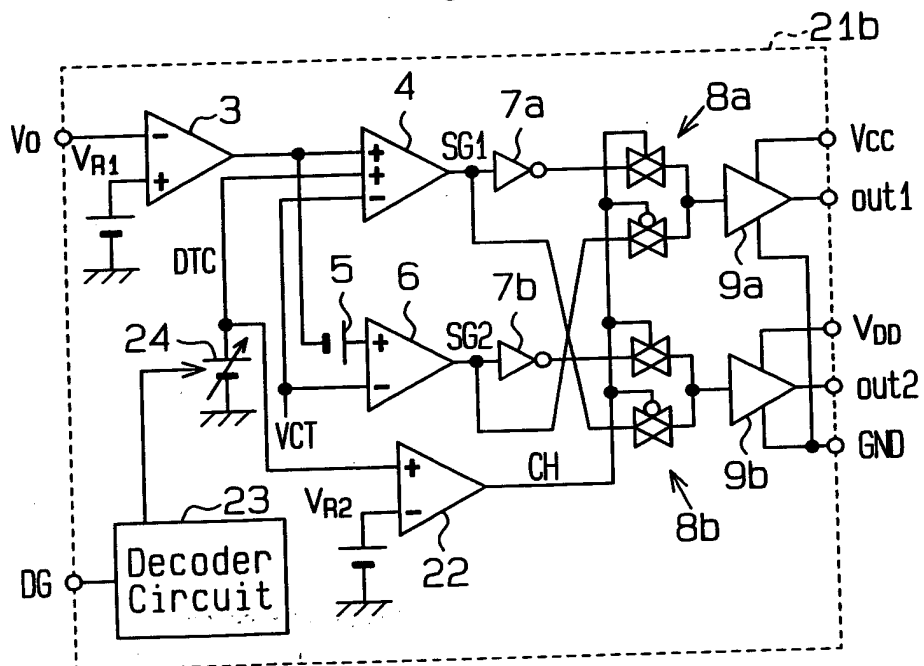 21b
3
4
7a
8a
Vo
VR1
SG1
Vcc
out1
DTC
5
6
7b
9a
24
SG2
VDD
out2
VCT
GND
23
VR2
CH
9b
8b
22
DG
Decoder
Circuit